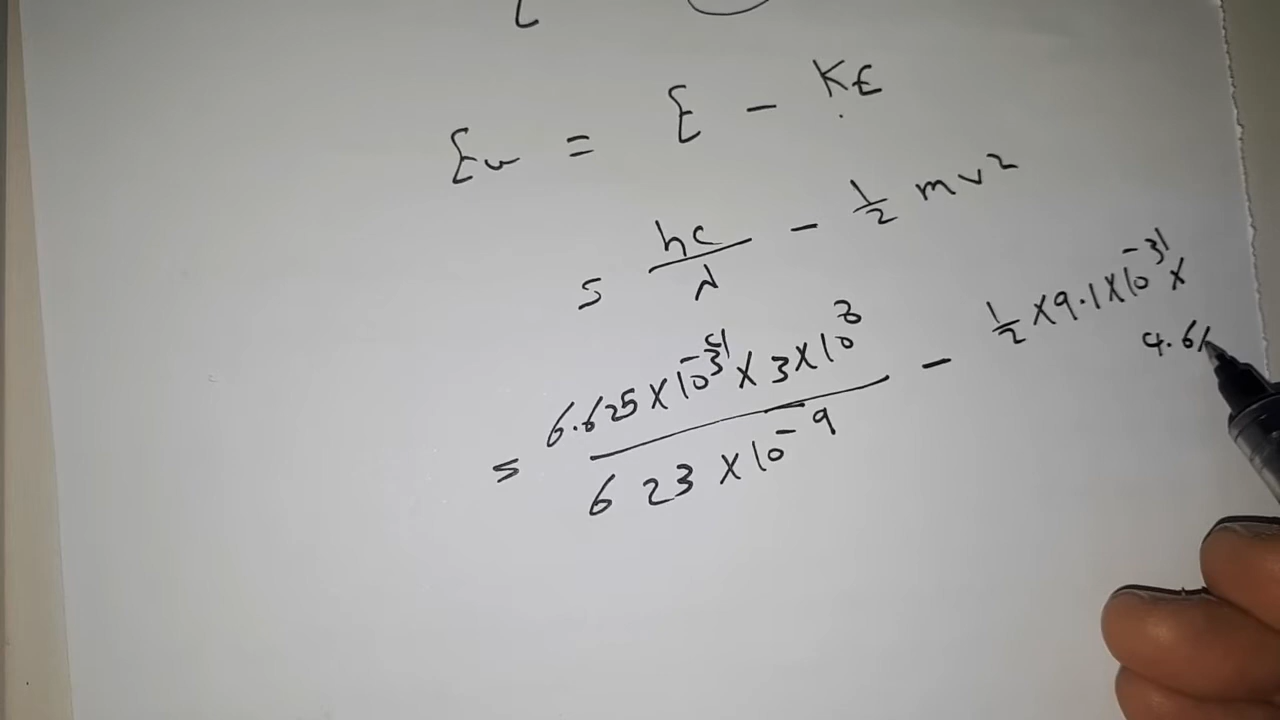 Ew = E - KE
= hc/λ - 1/2 mv²
= 6.625 × 10⁻³⁴ × 3 × 10⁸ / 623 × 10⁻⁹ - 1/2 × 9.1 × 10⁻³¹ ×
4.6